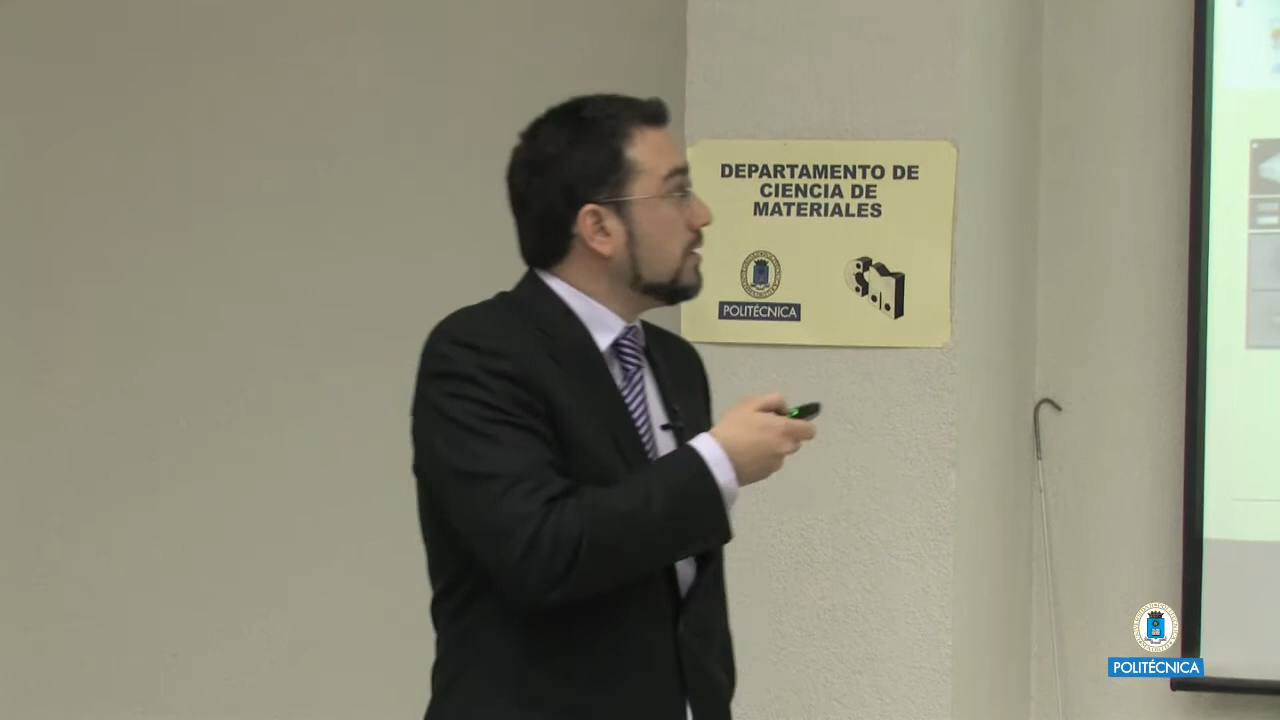 DEPARTAMENTO DE
CIENCIA DE
MATERIALES
POLITÉCNICA
POLITÉCNICA